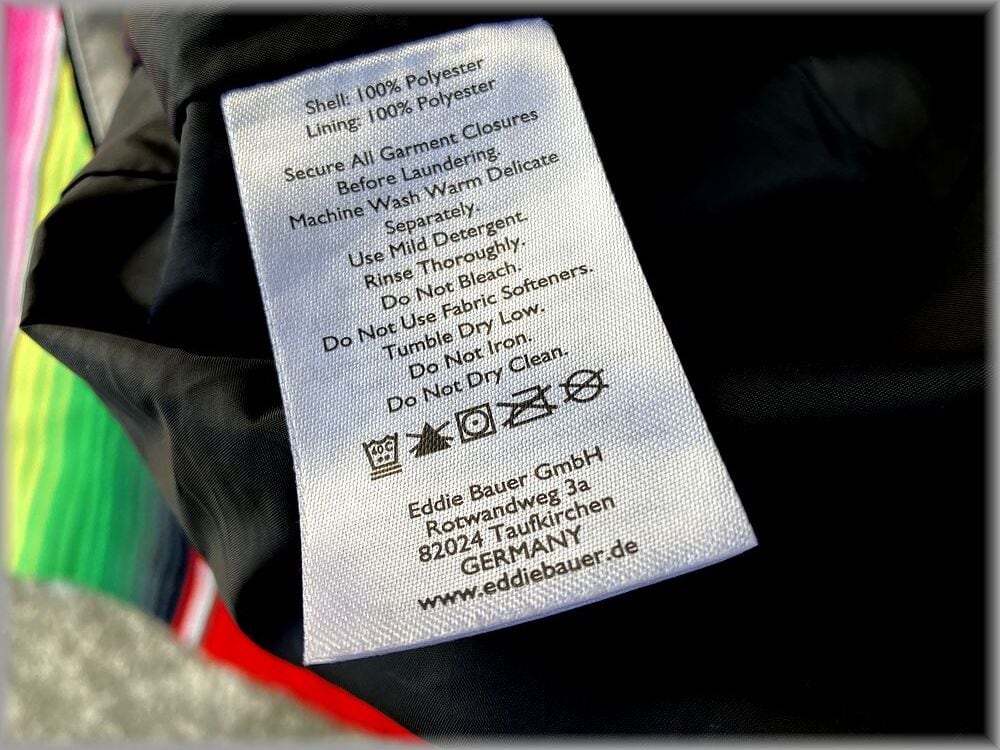 Shell: 100% Polyester
Lining: 100% Polyester
Secure All Garment Closures
Before Laundering.
Machine Wash Warm Delicate
Separately.
Use Mild Detergent.
Rinse Thoroughly.
Do Not Bleach.
Do Not Use Fabric Softeners.
Tumble Dry Low.
Do Not Iron.
Do Not Dry Clean.
40°C
Eddie Bauer GmbH
Rotwandweg 3a
82024 Taufkirchen
GERMANY
www.eddiebauer.de